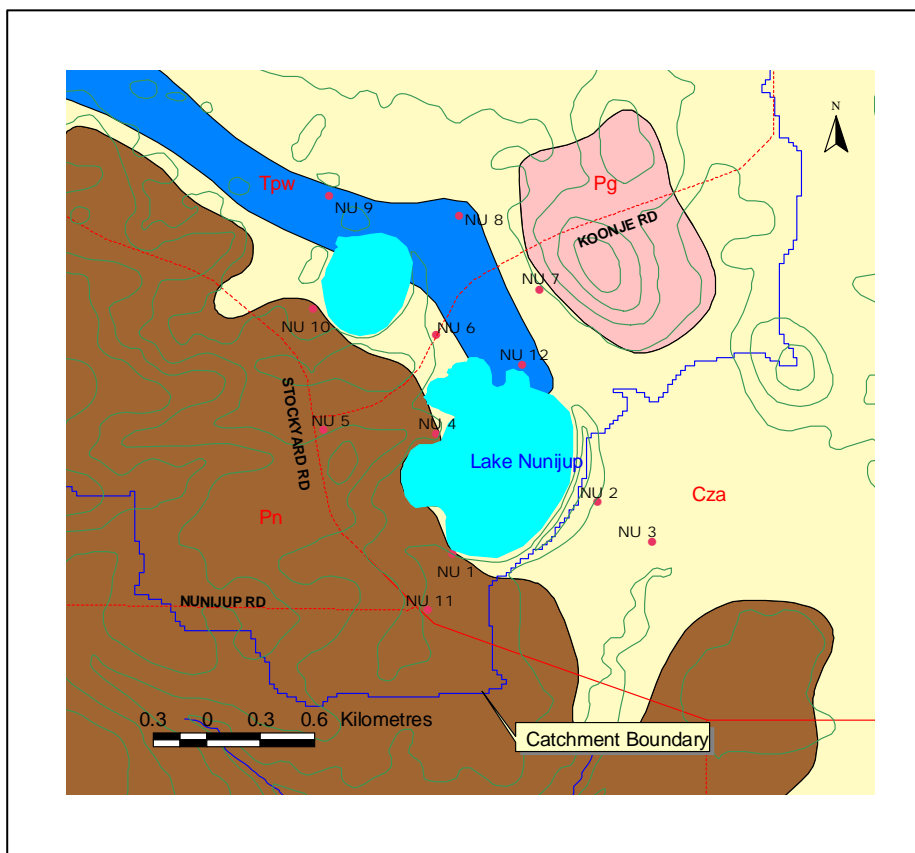 N
Tpw
Pg
NU 9
NU 8
KOONJE RD
NU 7
NU 10
NU 6
NU 12
STOCKYARD RD
NU 5
NU 4
Lake Nunijup
Cza
NU 2
Pn
NU 3
NU 1
NUNIJUP RD
NU 11
0.3 0 0.3 0.6 Kilometres
Catchment Boundary